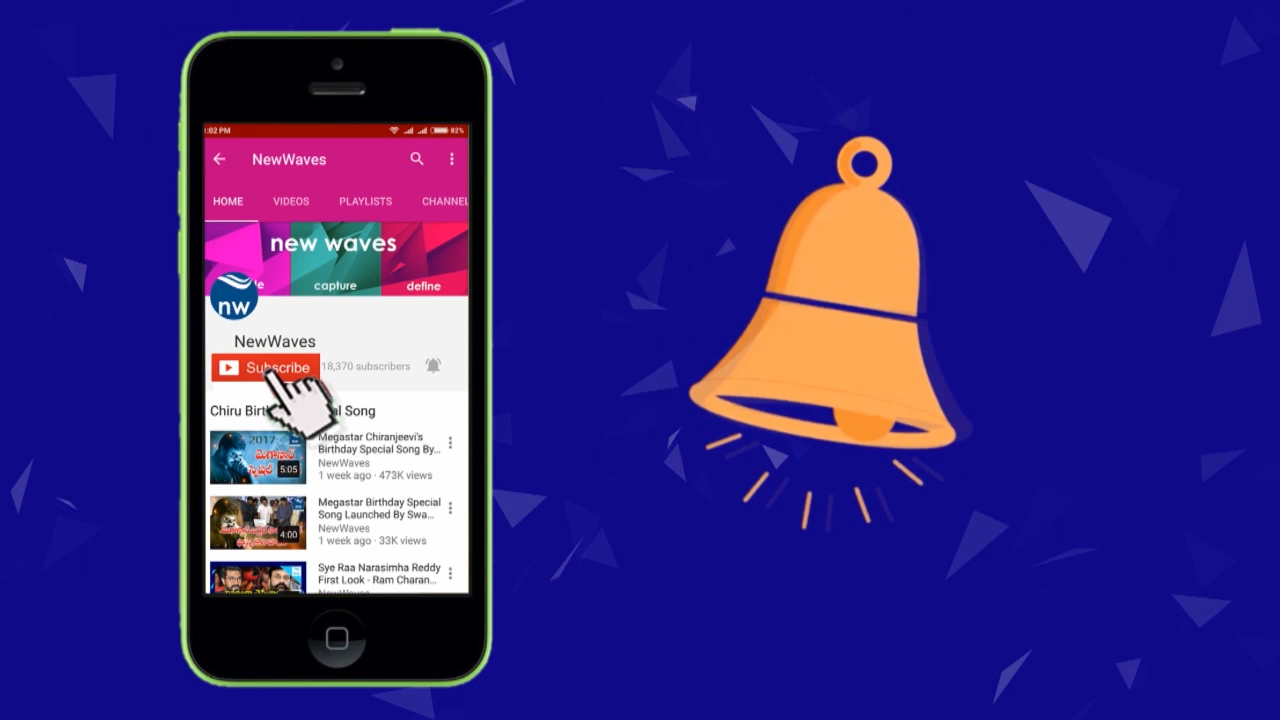 :02 PM
82%
NewWaves
HOME VIDEOS PLAYLISTS CHANNEL
new waves
capture define
nw
NewWaves
Subscribe 18,370 subscribers
Chiru Song
2017
మెగాస్టార్
స్పెషల్
5:05
Megastar Chiranjeevi's
Birthday Special Song By...
NewWaves
1 week ago · 473K views
4:00
Megastar Birthday Special
Song Launched By Swa...
NewWaves
1 week ago · 33K views
Sye Raa Narasimha Reddy
First Look - Ram Charan...
NewWaves